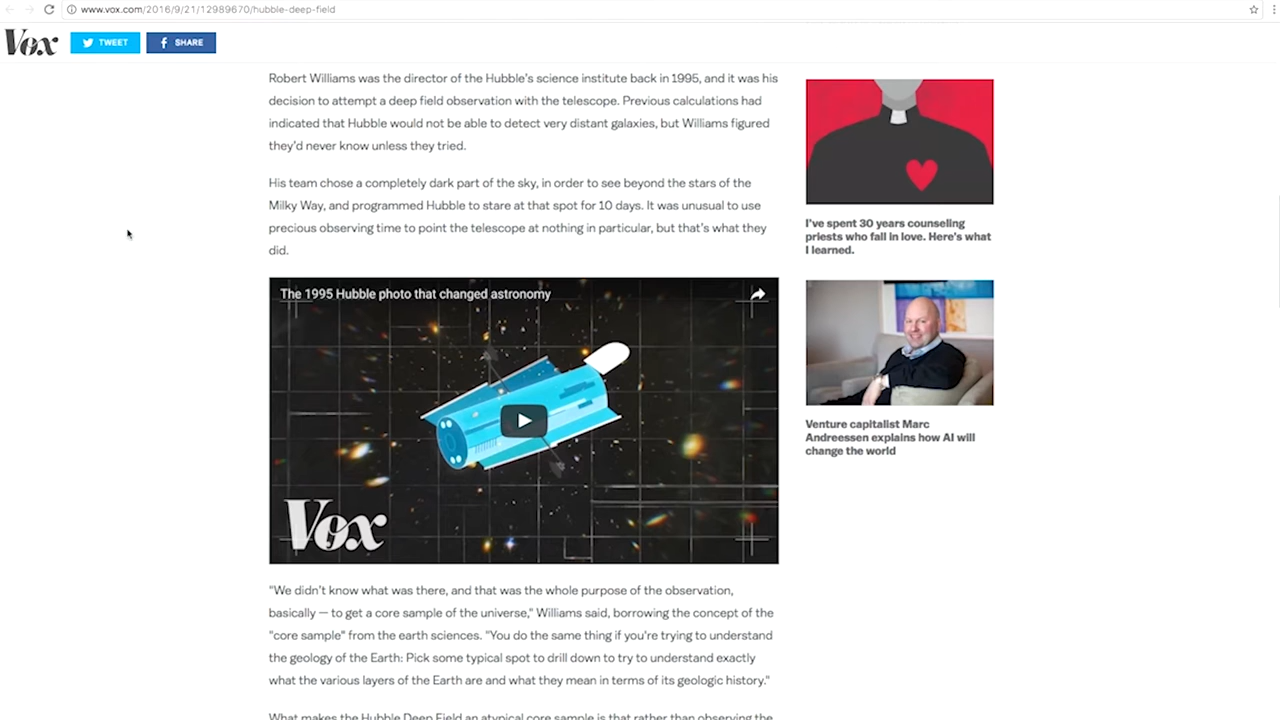 www.vox.com/2016/9/21/12989670/hubble-deep-field
Vox
TWEET
SHARE
Robert Williams was the director of the Hubble's science institute back in 1995, and it was his
decision to attempt a deep field observation with the telescope. Previous calculations had
indicated that Hubble would not be able to detect very distant galaxies, but Williams figured
they'd never know unless they tried.
His team chose a completely dark part of the sky, in order to see beyond the stars of the
Milky Way, and programmed Hubble to stare at that spot for 10 days. It was unusual to use
precious observing time to point the telescope at nothing in particular, but that's what they
did.
The 1995 Hubble photo that changed astronomy
Vox
"We didn't know what was there, and that was the whole purpose of the observation,
basically — to get a core sample of the universe," Williams said, borrowing the concept of the
"core sample" from the earth sciences. "You do the same thing if you're trying to understand
the geology of the Earth: Pick some typical spot to drill down to try to understand exactly
what the various layers of the Earth are and what they mean in terms of its geologic history."
What makes the Hubble Deep Field an atypical core sample is that rather than observing the
I've spent 30 years counseling
priests who fall in love. Here's what
I learned.
Venture capitalist Marc
Andreessen explains how AI will
change the world